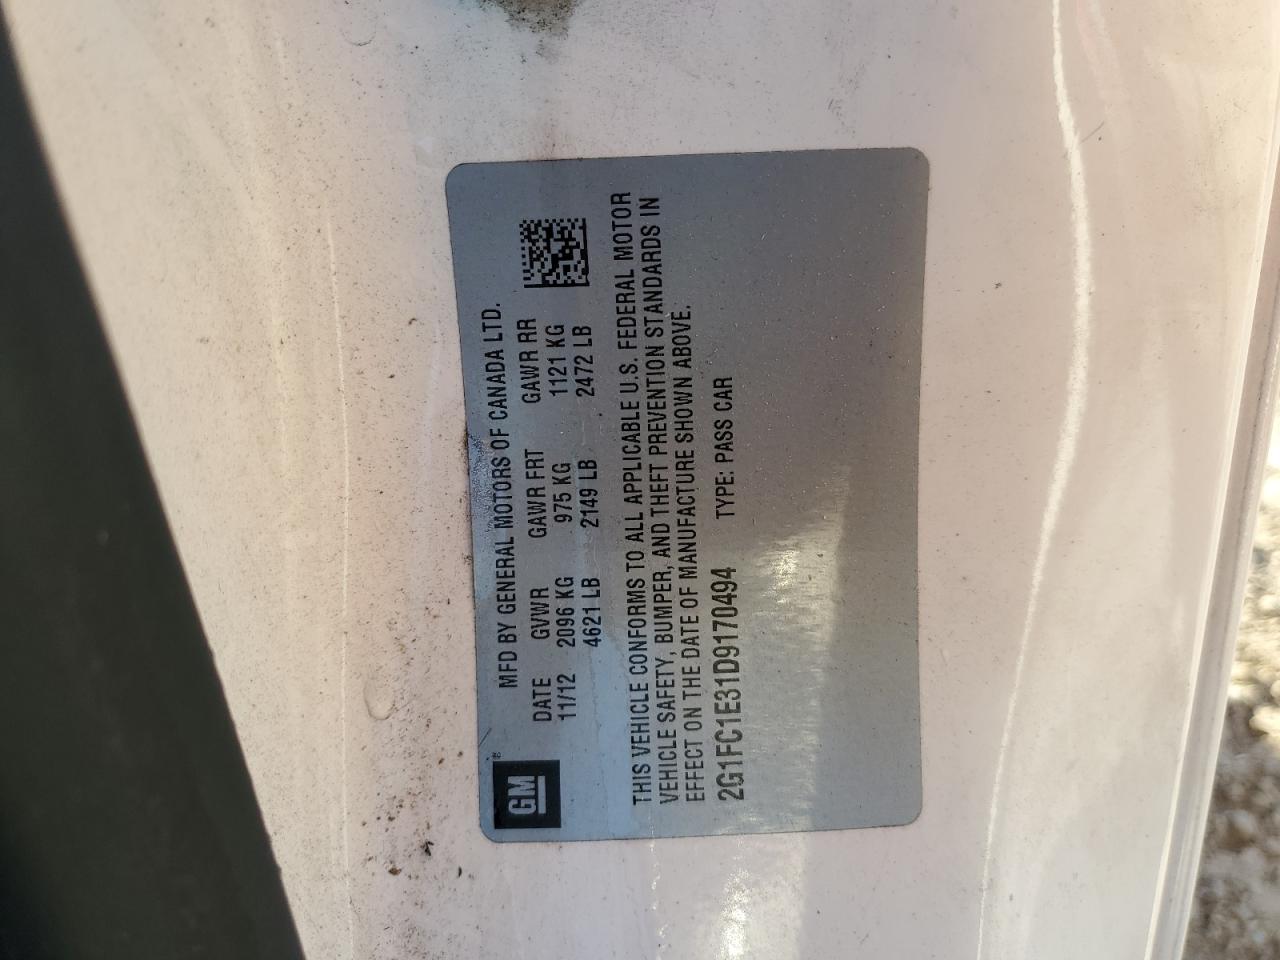 GM®
MFD BY GENERAL MOTORS OF CANADA LTD.
DATE GVWR GAWR FRT GAWR RR
11/12 2096 KG 975 KG 1121 KG
4621 LB 2149 LB 2472 LB
THIS VEHICLE CONFORMS TO ALL APPLICABLE U.S. FEDERAL MOTOR
VEHICLE SAFETY, BUMPER, AND THEFT PREVENTION STANDARDS IN
EFFECT ON THE DATE OF MANUFACTURE SHOWN ABOVE.
2G1FC1E31D9170494 TYPE: PASS CAR